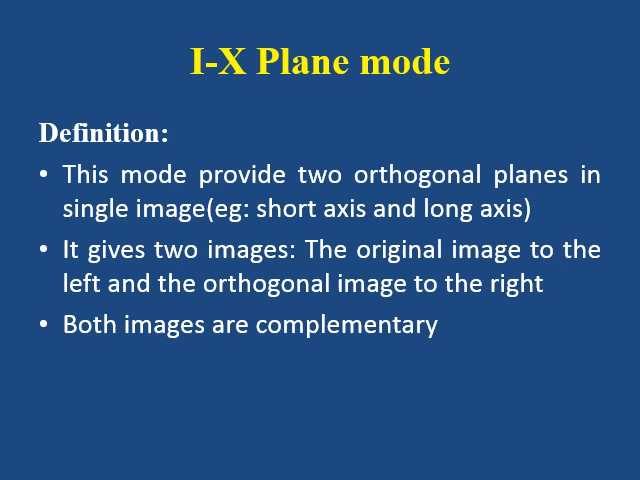 I-X Plane mode
Definition:
• This mode provide two orthogonal planes in
single image(eg: short axis and long axis)
• It gives two images: The original image to the
left and the orthogonal image to the right
• Both images are complementary